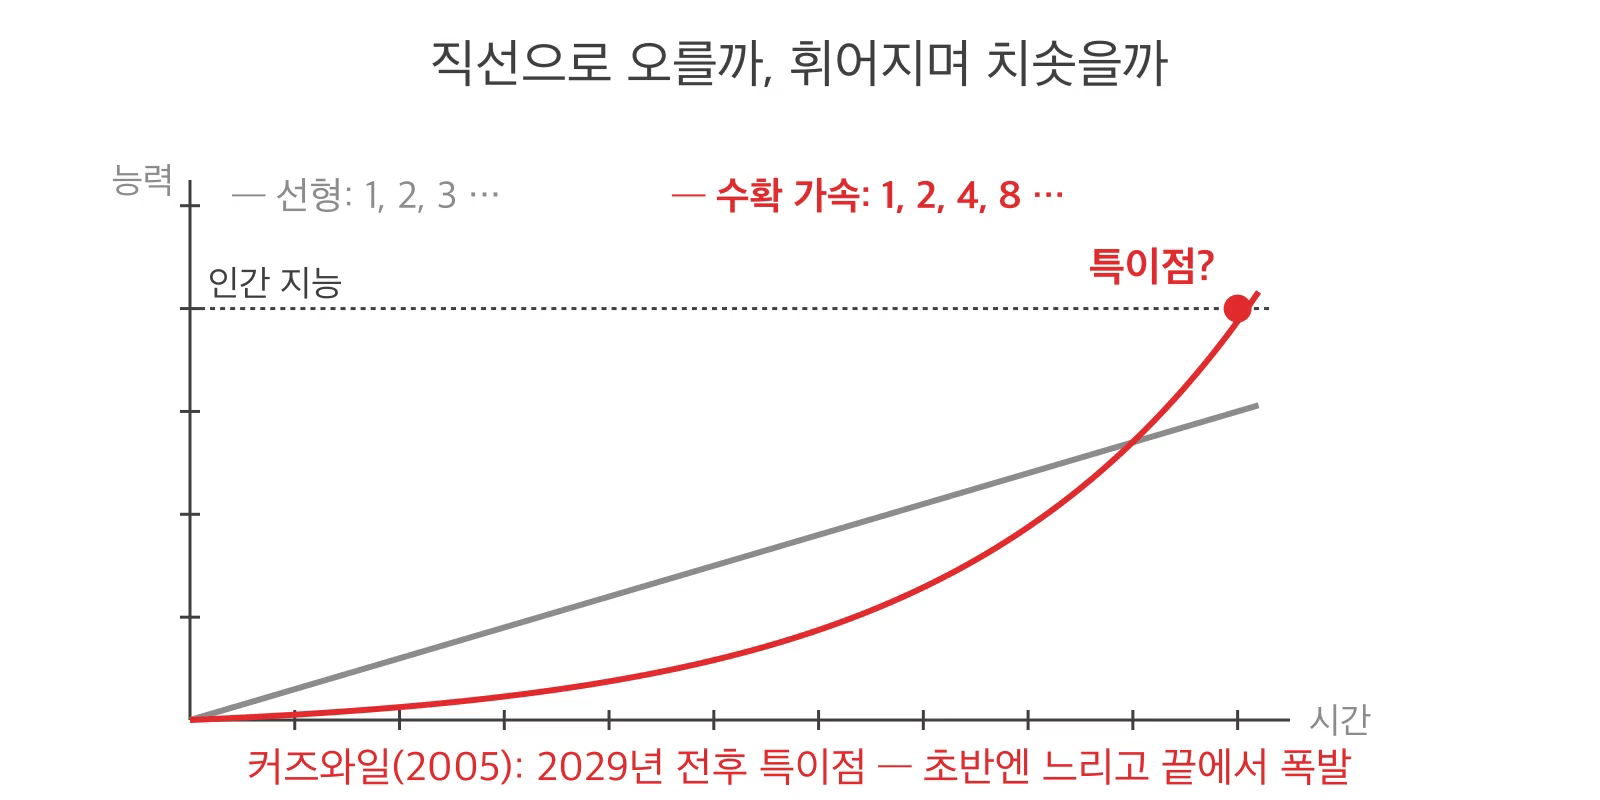 직선으로 오를까, 휘어지며 치솟을까
능력
— 선형: 1, 2, 3 ⋯
— 수확 가속: 1, 2, 4, 8 ⋯
특이점?
인간 지능
시간
커즈와일(2005): 2029년 전후 특이점 — 초반엔 느리고 끝에서 폭발